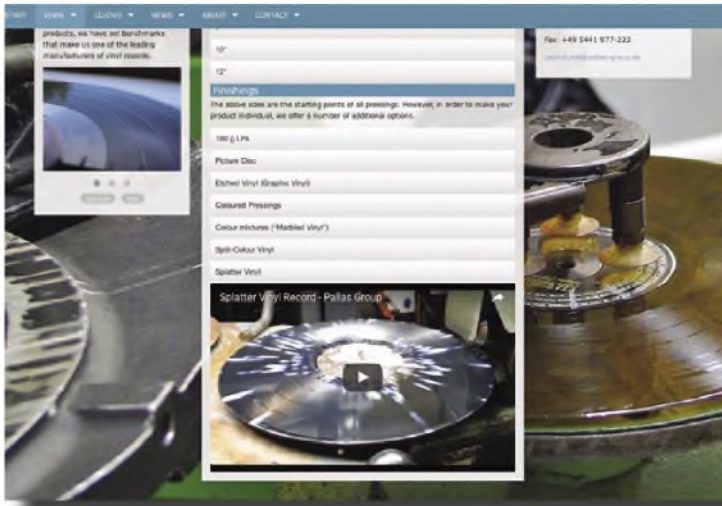 VINYL
CD/DVD
NEWS
ABOUT
CONTACT
products, we have set benchmarks
that make us one of the leading
manufacturers of vinyl records.
10"
12"
Finishings
The above sizes are the starting points of all pressings. However, in order to make your
product individual, we offer a number of additional options.
180 g LPs
Picture Disc
Etched Vinyl (Graphic Vinyl)
Coloured Pressings
Colour mixtures ("Marbled Vinyl")
Split-Colour Vinyl
Splatter Vinyl
Splatter Vinyl Record - Pallas Group
Fax: +49 5441 977-222